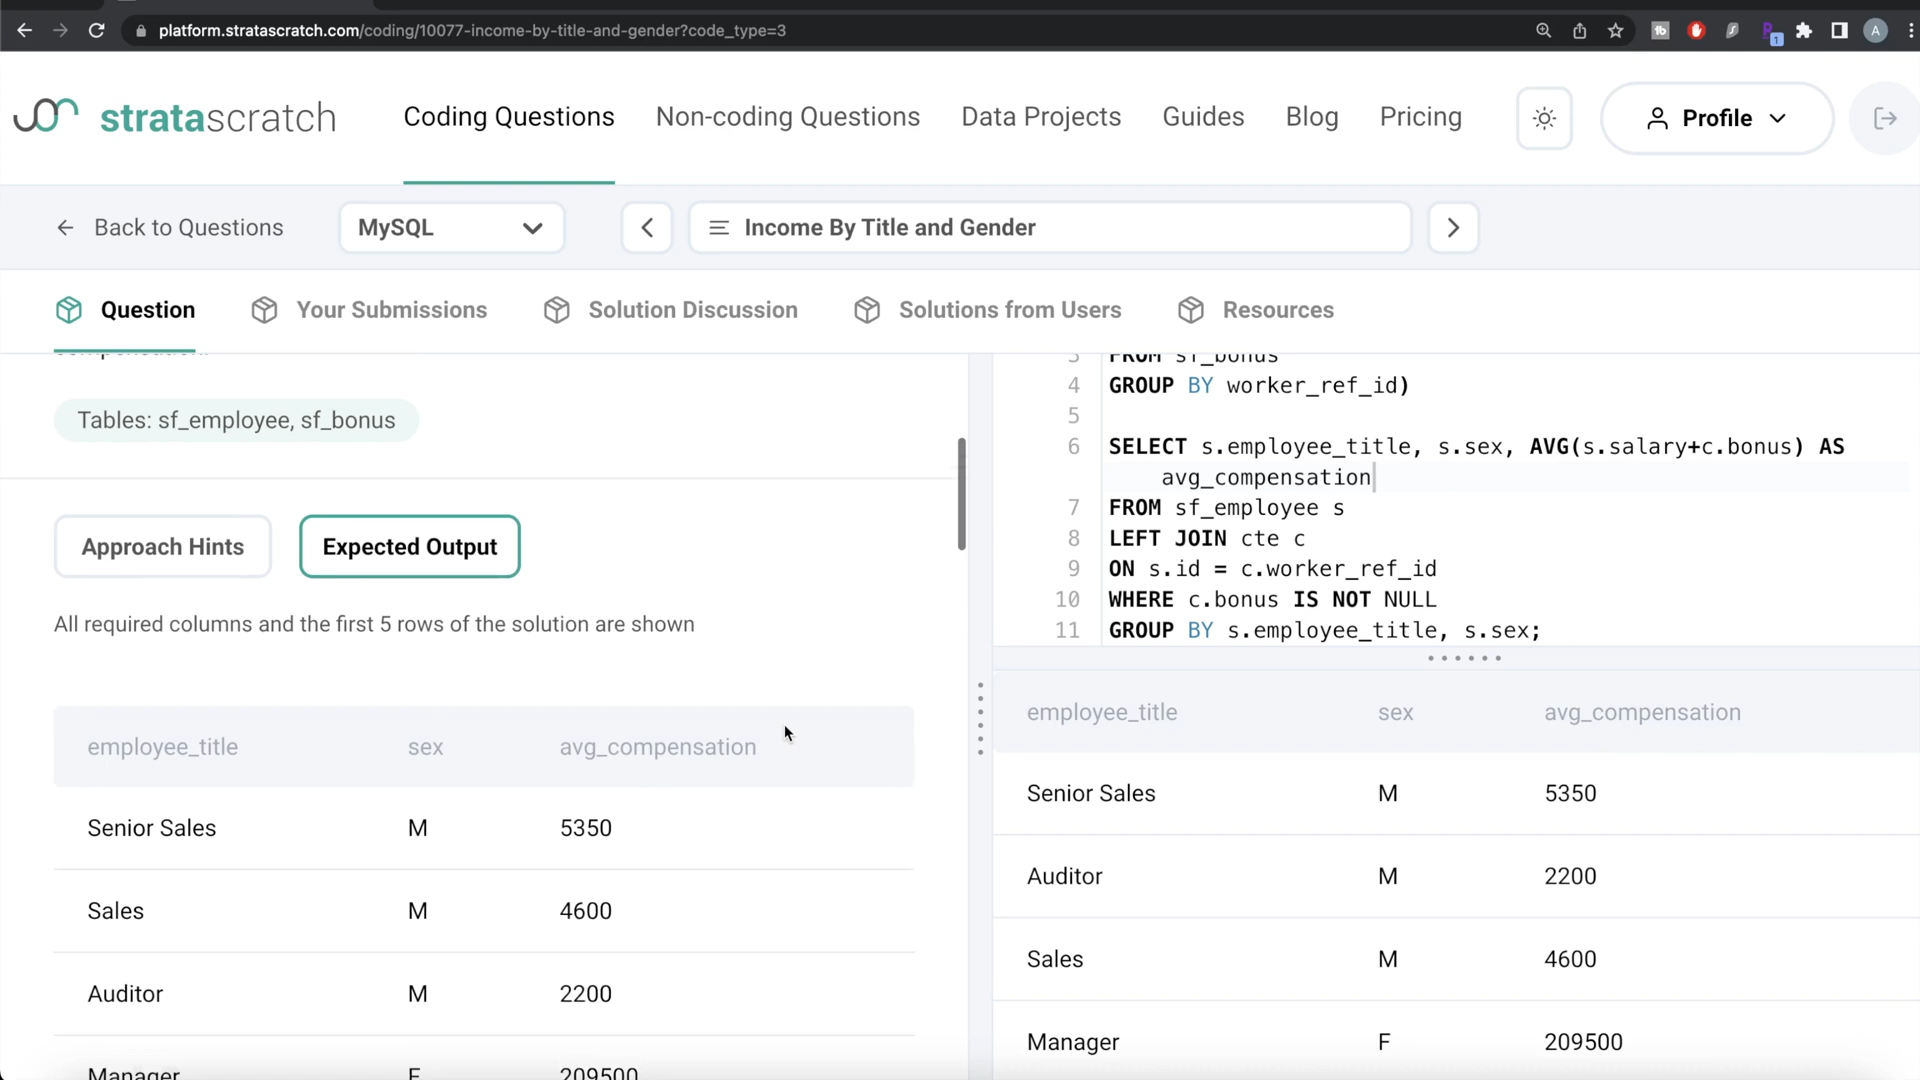 platform.stratascratch.com/coding/10077-income-by-title-and-gender?code_type=3
A
1
stratascratch
Coding Questions
Non-coding Questions
Data Projects
Guides
Blog
Pricing
Profile
Back to Questions
MySQL
Income By Title and Gender
Question
Your Submissions
Solution Discussion
Solutions from Users
Resources
Tables: sf_employee, sf_bonus
Approach Hints
Expected Output
All required columns and the first 5 rows of the solution are shown
employee_title sex avg_compensation
Senior Sales M 5350
Sales M 4600
Auditor M 2200
Manager F 209500
3 FROM sf_bonus
4 GROUP BY worker_ref_id)
5
6 SELECT s.employee_title, s.sex, AVG(s.salary+c.bonus) AS
avg_compensation
7 FROM sf_employee s
8 LEFT JOIN cte c
9 ON s.id = c.worker_ref_id
10 WHERE c.bonus IS NOT NULL
11 GROUP BY s.employee_title, s.sex;
employee_title sex avg_compensation
Senior Sales M 5350
Auditor M 2200
Sales M 4600
Manager F 209500